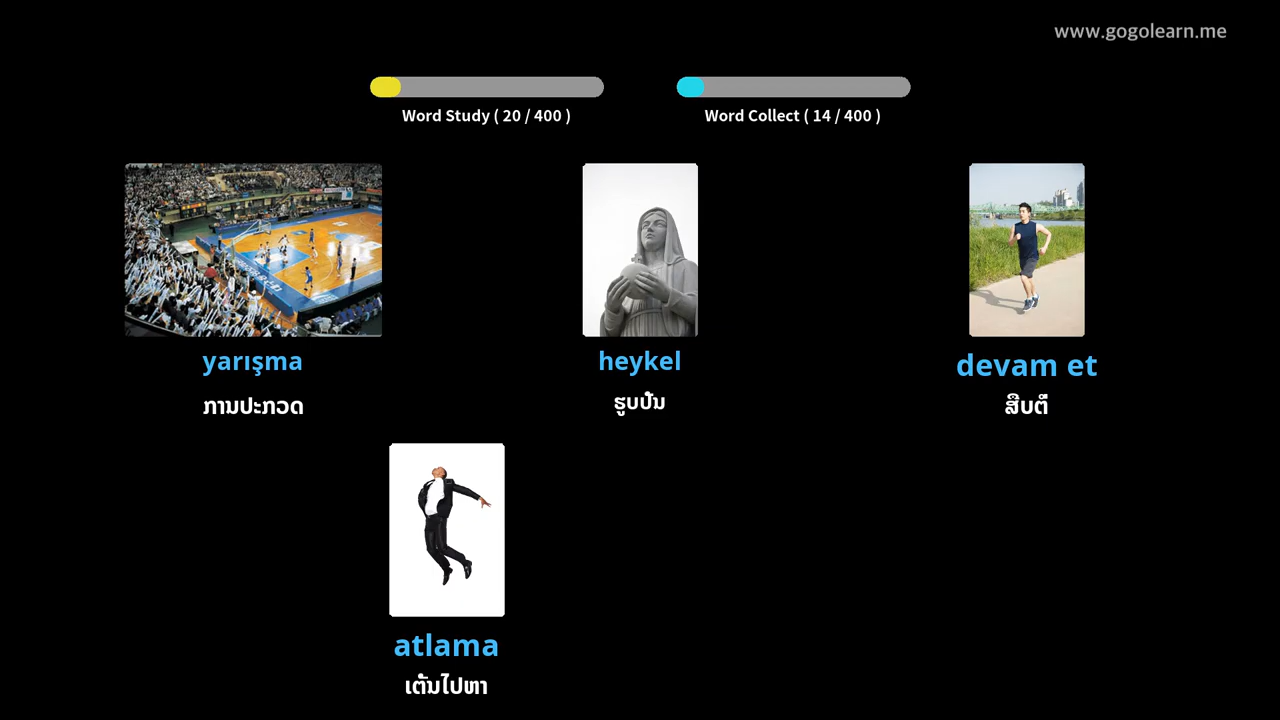 www.gogolearn.me
Word Study ( 20 / 400 )
Word Collect ( 14 / 400 )
yarışma
heykel
devam et
ການປະກວດ
ຮູບປັ້ນ
ສືບຕໍ່
atlama
ເຕັ້ນໄປຫາ